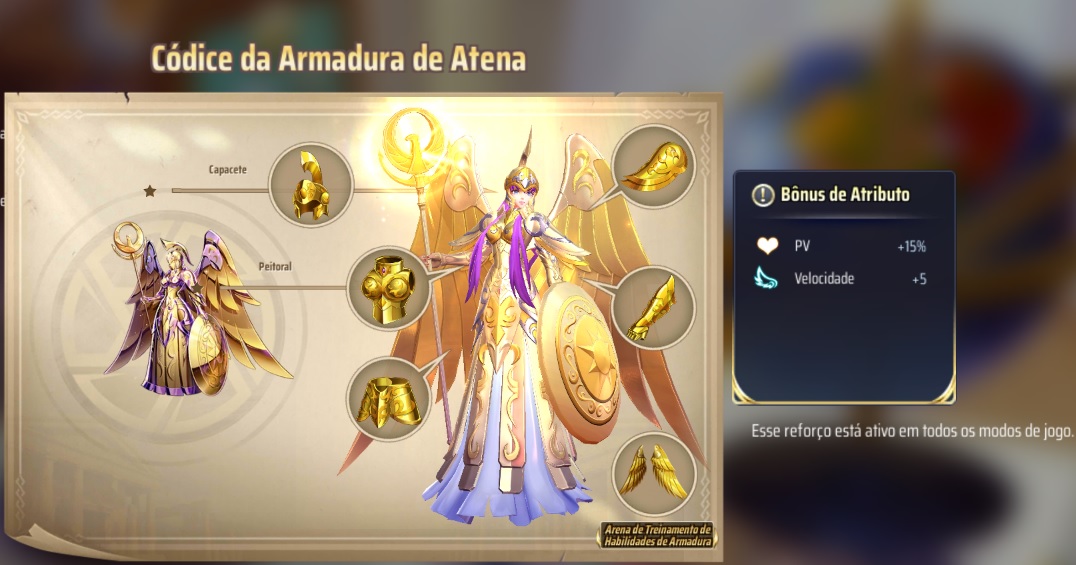 Códice da Armadura de Atena
Capacete
Peitoral
Arena de Treinamento de
Habilidades de Armadura
Bônus de Atributo
PV +15%
Velocidade +5
Esse reforço está ativo em todos os modos de jogo.